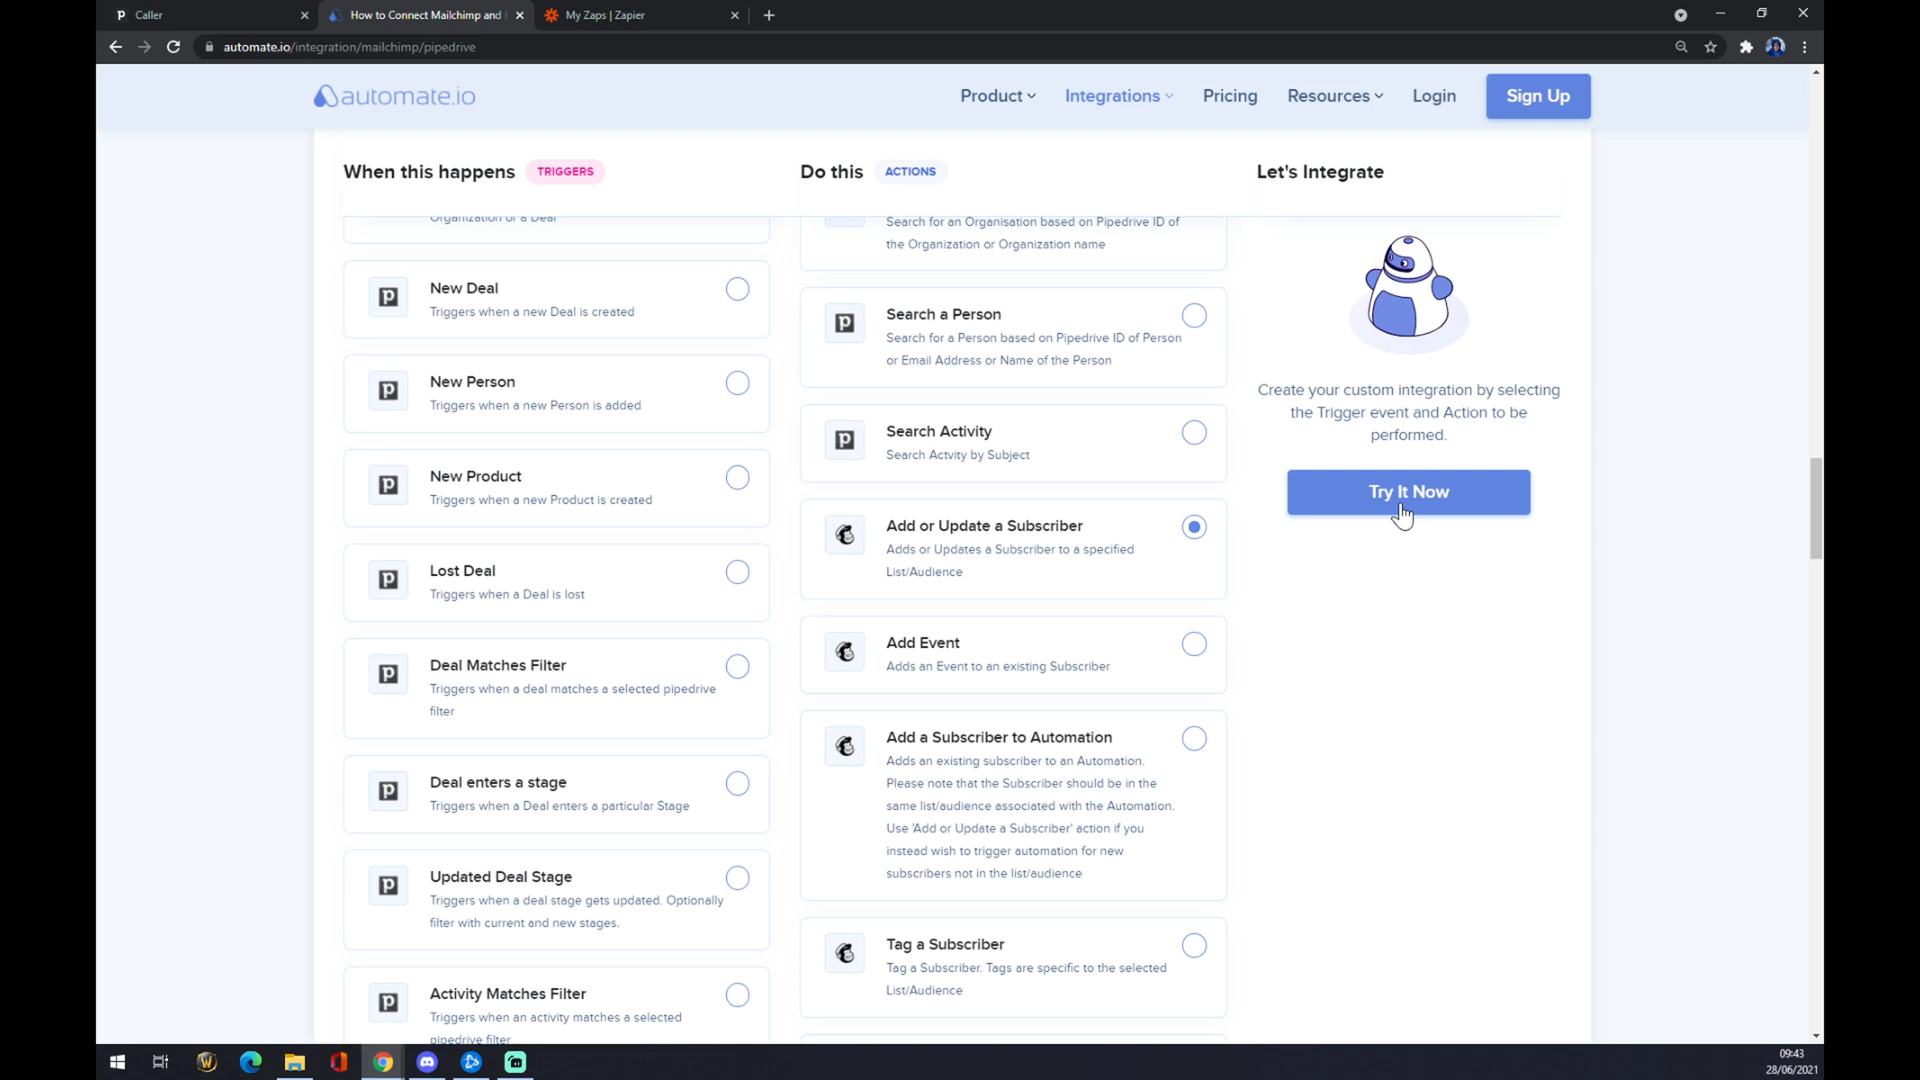 Caller
How to Connect Mailchimp and
My Zaps | Zapier
automate.io/integration/mailchimp/pipedrive
automate.io
Product
Integrations
Pricing
Resources
Login
Sign Up
When this happens TRIGGERS
Do this ACTIONS
Let's Integrate
Organization or a Deal
New Deal
Triggers when a new Deal is created
New Person
Triggers when a new Person is added
New Product
Triggers when a new Product is created
Lost Deal
Triggers when a Deal is lost
Deal Matches Filter
Triggers when a deal matches a selected pipedrive
filter
Deal enters a stage
Triggers when a Deal enters a particular Stage
Updated Deal Stage
Triggers when a deal stage gets updated. Optionally
filter with current and new stages.
Activity Matches Filter
Triggers when an activity matches a selected
pipedrive filter
Search for an Organisation based on Pipedrive ID of
the Organization or Organization name
Search a Person
Search for a Person based on Pipedrive ID of Person
or Email Address or Name of the Person
Search Activity
Search Actvity by Subject
Add or Update a Subscriber
Adds or Updates a Subscriber to a specified
List/Audience
Add Event
Adds an Event to an existing Subscriber
Add a Subscriber to Automation
Adds an existing subscriber to an Automation.
Please note that the Subscriber should be in the
same list/audience associated with the Automation.
Use 'Add or Update a Subscriber' action if you
instead wish to trigger automation for new
subscribers not in the list/audience
Tag a Subscriber
Tag a Subscriber. Tags are specific to the selected
List/Audience
Create your custom integration by selecting
the Trigger event and Action to be
performed.
Try It Now
09:43
28/06/2021